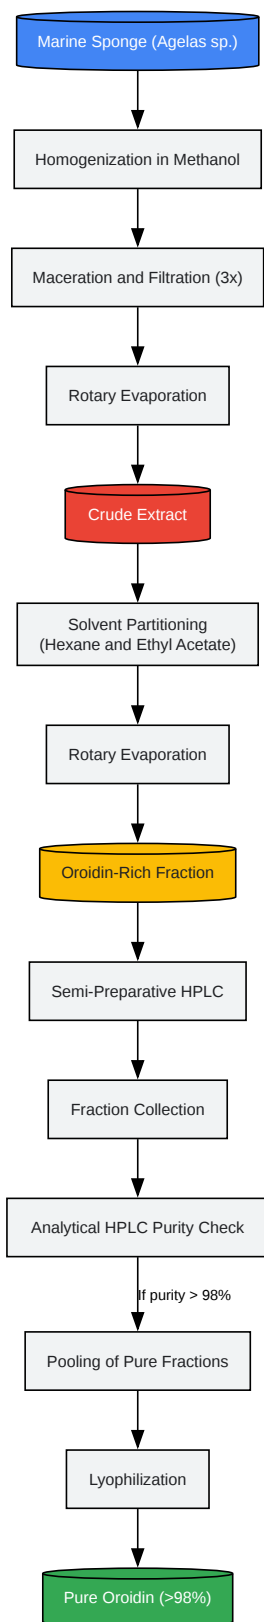 Marine Sponge (Agelas sp.)
Homogenization in Methanol
Maceration and Filtration (3x)
Rotary Evaporation
Crude Extract
Solvent Partitioning
(Hexane and Ethyl Acetate)
Rotary Evaporation
Oroidin-Rich Fraction
Semi-Preparative HPLC
Fraction Collection
Analytical HPLC Purity Check
If purity > 98%
Pooling of Pure Fractions
Lyophilization
Pure Oroidin (>98%)